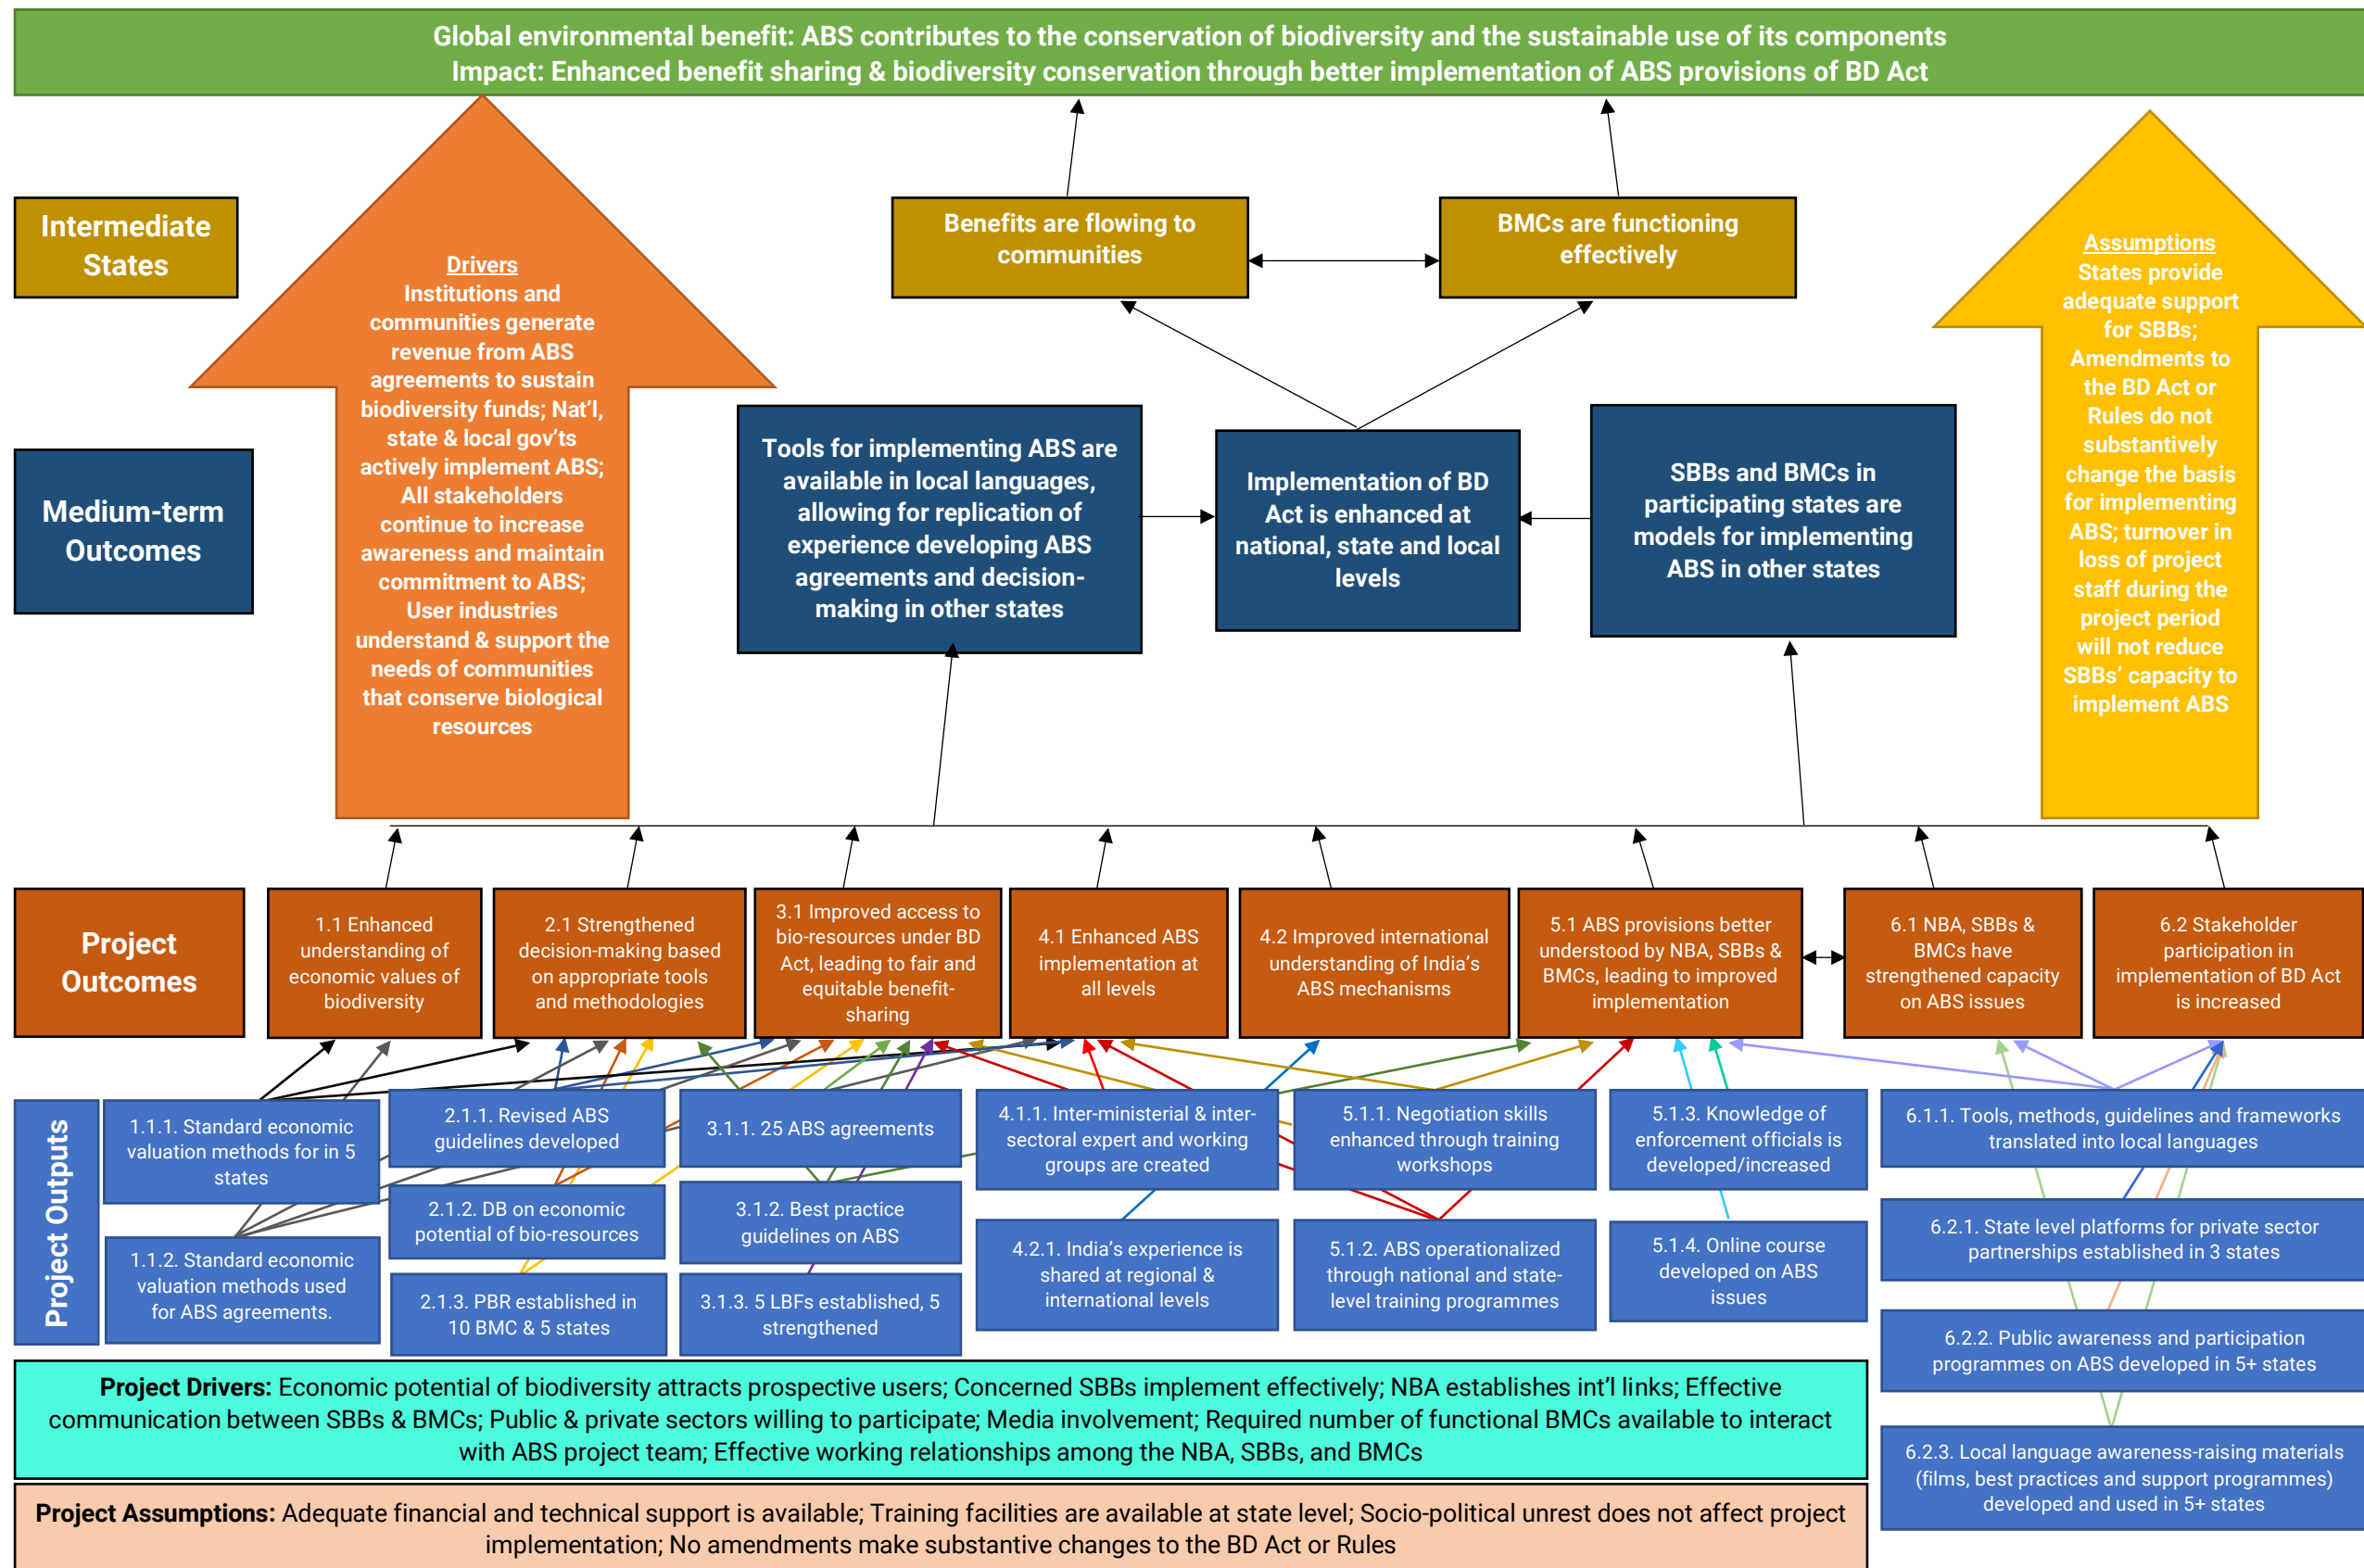 Global environmental benefit: ABS contributes to the conservation of biodiversity and the sustainable use of its components
Impact: Enhanced benefit sharing & biodiversity conservation through better implementation of ABS provisions of BD Act
Intermediate
States
Drivers
Institutions and
communities generate
revenue from ABS
agreements to sustain
biodiversity funds; Nat'l,
state & local gov'ts
actively implement ABS;
All stakeholders
continue to increase
awareness and maintain
commitment to ABS;
User industries
understand & support the
needs of communities
that conserve biological
resources
Benefits are flowing to
communities
BMCs are functioning
effectively
Assumptions
States provide
adequate support
for SBBs;
Amendments to
the BD Act or
Rules do not
substantively
change the basis
for implementing
ABS; turnover in
loss of project
staff during the
project period
will not reduce
SBBs' capacity to
implement ABS
Medium-term
Outcomes
Tools for implementing ABS are
available in local languages,
allowing for replication of
experience developing ABS
agreements and decision-
making in other states
Implementation of BD
Act is enhanced at
national, state and local
levels
SBBs and BMCs in
participating states are
models for implementing
ABS in other states
Project
Outcomes
1.1 Enhanced
understanding of
economic values of
biodiversity
2.1 Strengthened
decision-making based
on appropriate tools
and methodologies
3.1 Improved access to
bio-resources under BD
Act, leading to fair and
equitable benefit-
sharing
4.1 Enhanced ABS
implementation at
all levels
4.2 Improved international
understanding of India's
ABS mechanisms
5.1 ABS provisions better
understood by NBA, SBBs &
BMCs, leading to improved
implementation
6.1 NBA, SBBs &
BMCs have
strengthened capacity
on ABS issues
6.2 Stakeholder
participation in
implementation of BD Act
is increased
Project Outputs
1.1.1. Standard economic
valuation methods for in 5
states
1.1.2. Standard economic
valuation methods used
for ABS agreements.
2.1.1. Revised ABS
guidelines developed
2.1.2. DB on economic
potential of bio-resources
2.1.3. PBR established in
10 BMC & 5 states
3.1.1. 25 ABS agreements
3.1.2. Best practice
guidelines on ABS
3.1.3. 5 LBFs established, 5
strengthened
4.1.1. Inter-ministerial & inter-
sectoral expert and working
groups are created
4.2.1. India's experience is
shared at regional &
international levels
5.1.1. Negotiation skills
enhanced through training
workshops
5.1.2. ABS operationalized
through national and state-
level training programmes
5.1.3. Knowledge of
enforcement officials is
developed/increased
5.1.4. Online course
developed on ABS
issues
6.1.1. Tools, methods, guidelines and frameworks
translated into local languages
6.2.1. State level platforms for private sector
partnerships established in 3 states
6.2.2. Public awareness and participation
programmes on ABS developed in 5+ states
6.2.3. Local language awareness-raising materials
(films, best practices and support programmes)
developed and used in 5+ states
Project Drivers: Economic potential of biodiversity attracts prospective users; Concerned SBBs implement effectively; NBA establishes int'l links; Effective
communication between SBBs & BMCs; Public & private sectors willing to participate; Media involvement; Required number of functional BMCs available to interact
with ABS project team; Effective working relationships among the NBA, SBBs, and BMCs
Project Assumptions: Adequate financial and technical support is available; Training facilities are available at state level; Socio-political unrest does not affect project
implementation; No amendments make substantive changes to the BD Act or Rules